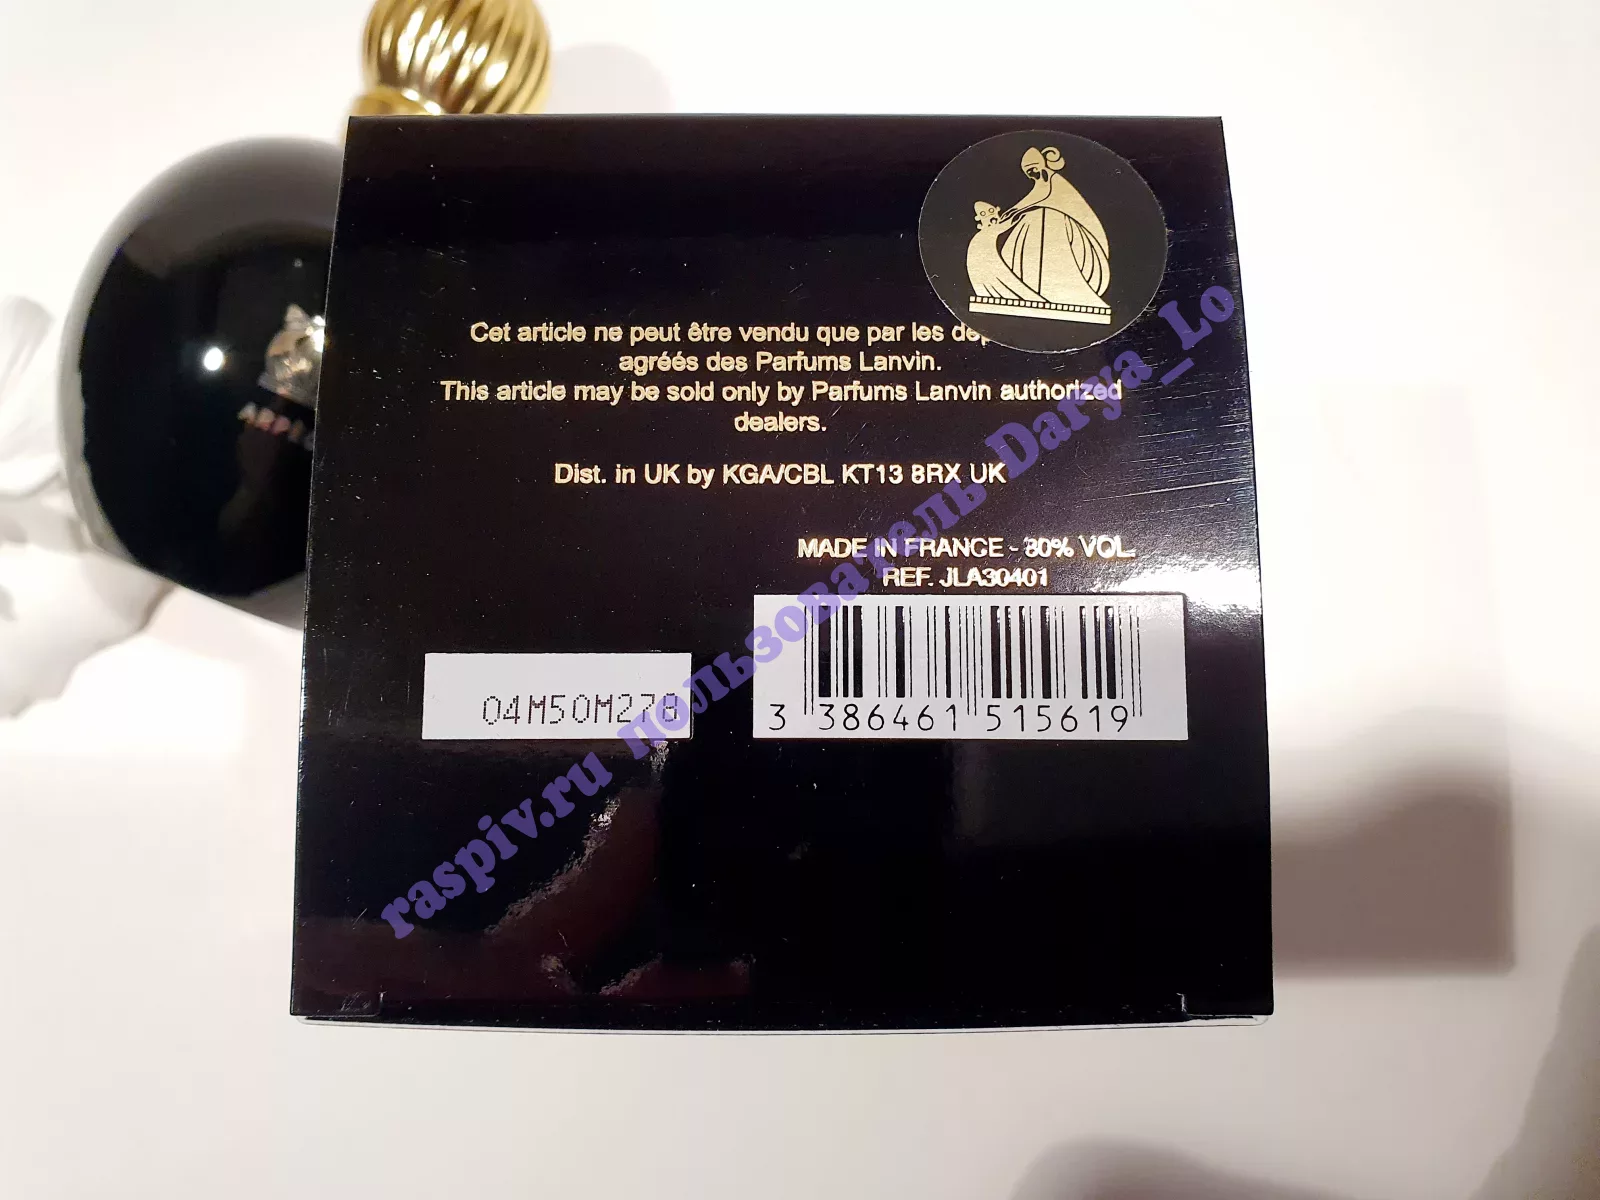 Cet article ne peut être vendu que par les
agréés des Parfums Lanvin.
This article may be sold only by Parfums Lanvin authorized
dealers.
Dist. in UK by KGA/CBL KT13 8RX UK
MADE IN FRANCE - 80% VOL.
REF. JLA30401
04M50M278
3 386461 515619
raspiv.ru пользователь Darya_Lo